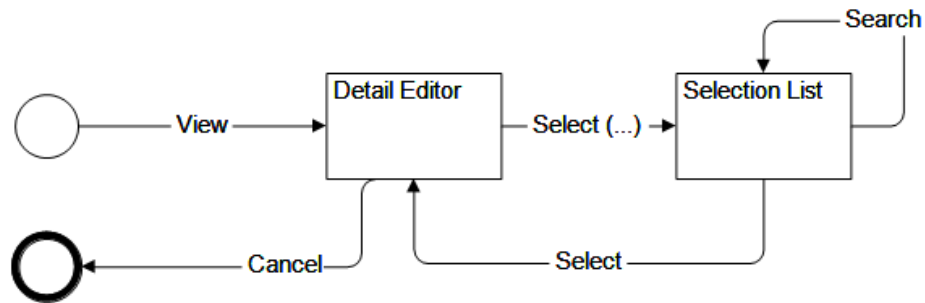 Search
Detail Editor
Selection List
View
Select (...)
Cancel
Select